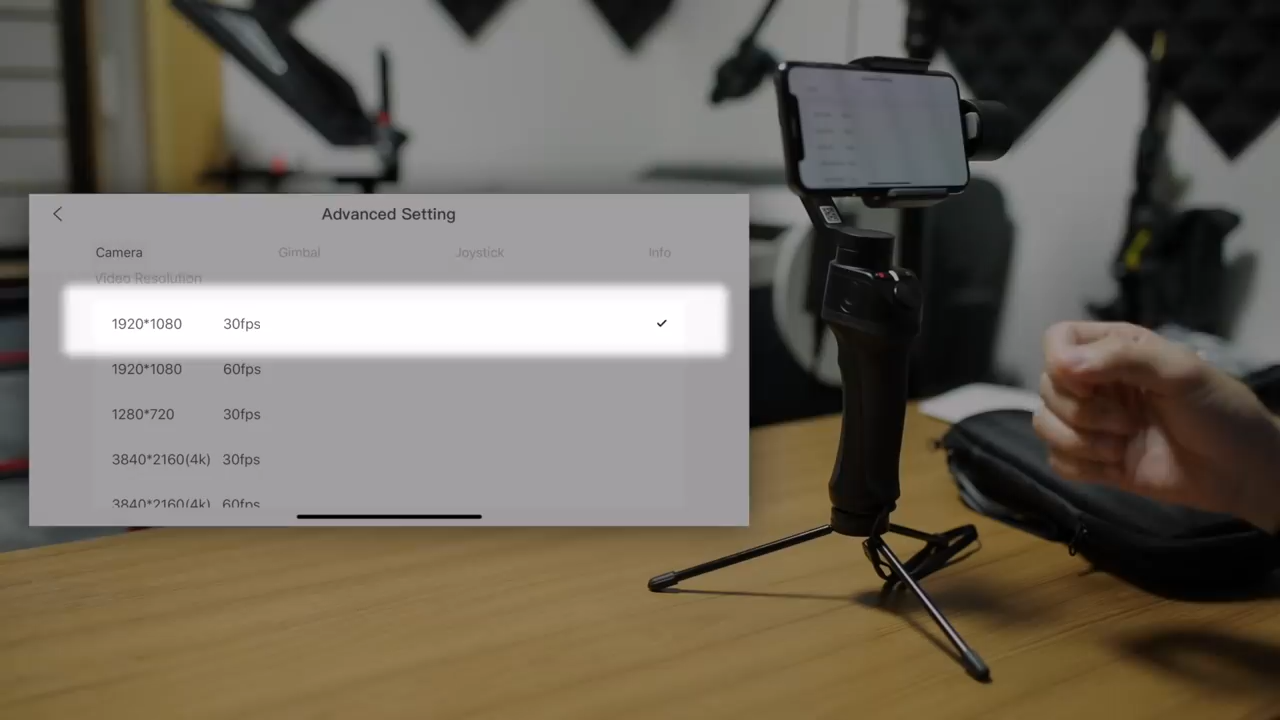 Advanced Setting
Camera Gimbal Joystick Info
Video Resolution
1920*1080 30fps
1920*1080 60fps
1280*720 30fps
3840*2160(4k) 30fps
3840*2160(4k) 60fps